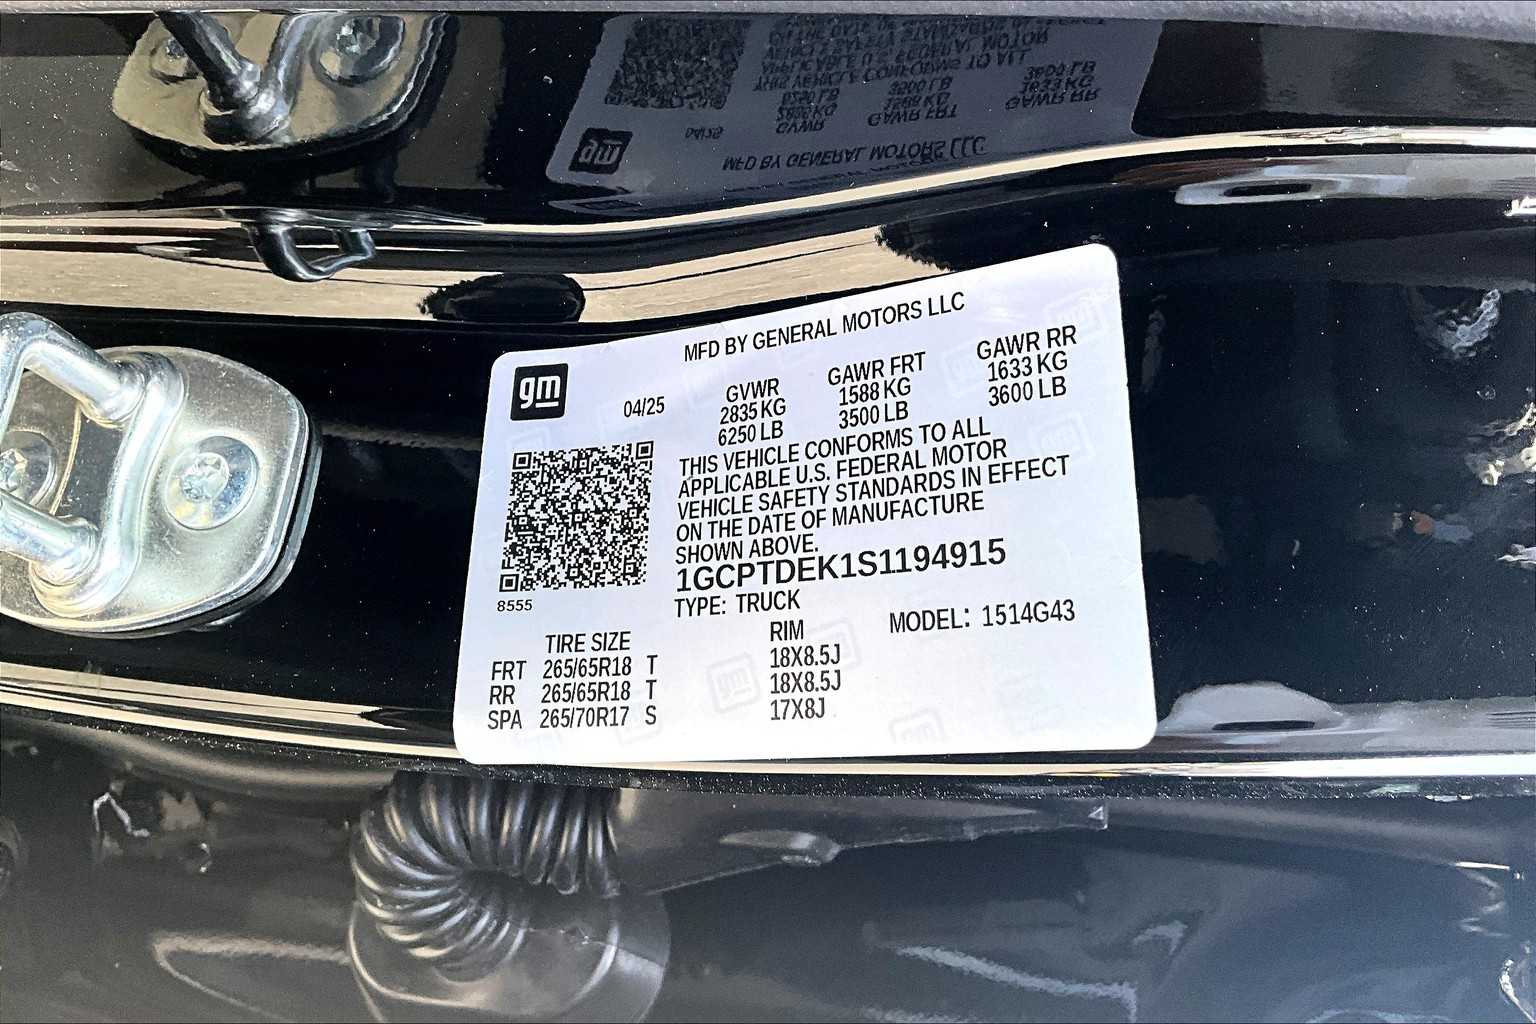 MFD BY GENERAL MOTORS LLC
gm
04/25
GVWR GAWR FRT GAWR RR
2835 KG 1588 KG 1633 KG
6250 LB 3500 LB 3600 LB
THIS VEHICLE CONFORMS TO ALL
APPLICABLE U.S. FEDERAL MOTOR
VEHICLE SAFETY STANDARDS IN EFFECT
ON THE DATE OF MANUFACTURE
SHOWN ABOVE.
1GCPTDEK1S1194915
8555
TYPE: TRUCK MODEL: 1514G43
TIRE SIZE RIM
FRT 265/65R18 T 18X8.5J
RR 265/65R18 T 18X8.5J
SPA 265/70R17 S 17X8J